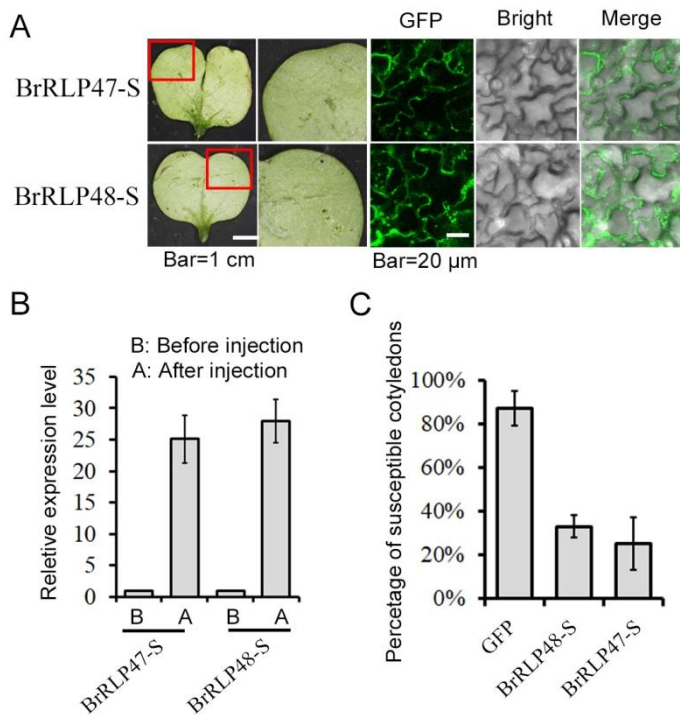 A
GFP Bright Merge
BrRLP47-S
BrRLP48-S
Bar=1 cm Bar=20 μm
B
B: Before injection
A: After injection
Reletive expression level
35
30
25
20
15
10
5
0
B A B A
BrRLP47-S BrRLP48-S
C
Percetage of susceptible cotyledons
100%
80%
60%
40%
20%
0%
GFP BrRLP48-S BrRLP47-S